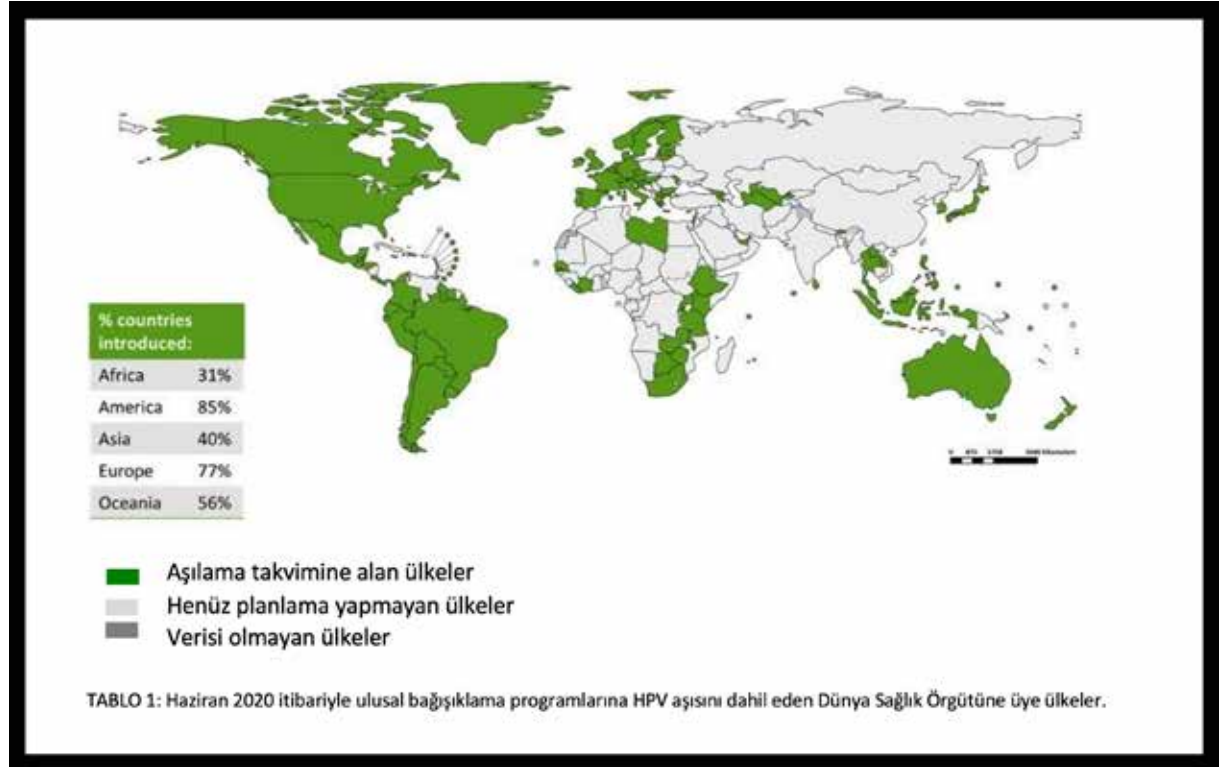 % countries
introduced:
Africa 31%
America 85%
Asia 40%
Europe 77%
Oceania 56%
Aşılama takvimine alan ülkeler
Henüz planlama yapmayan ülkeler
Verisi olmayan ülkeler
TABLO 1: Haziran 2020 itibariyle ulusal bağışıklama programlarına HPV aşısını dahil eden Dünya Sağlık Örgütüne üye ülkeler.